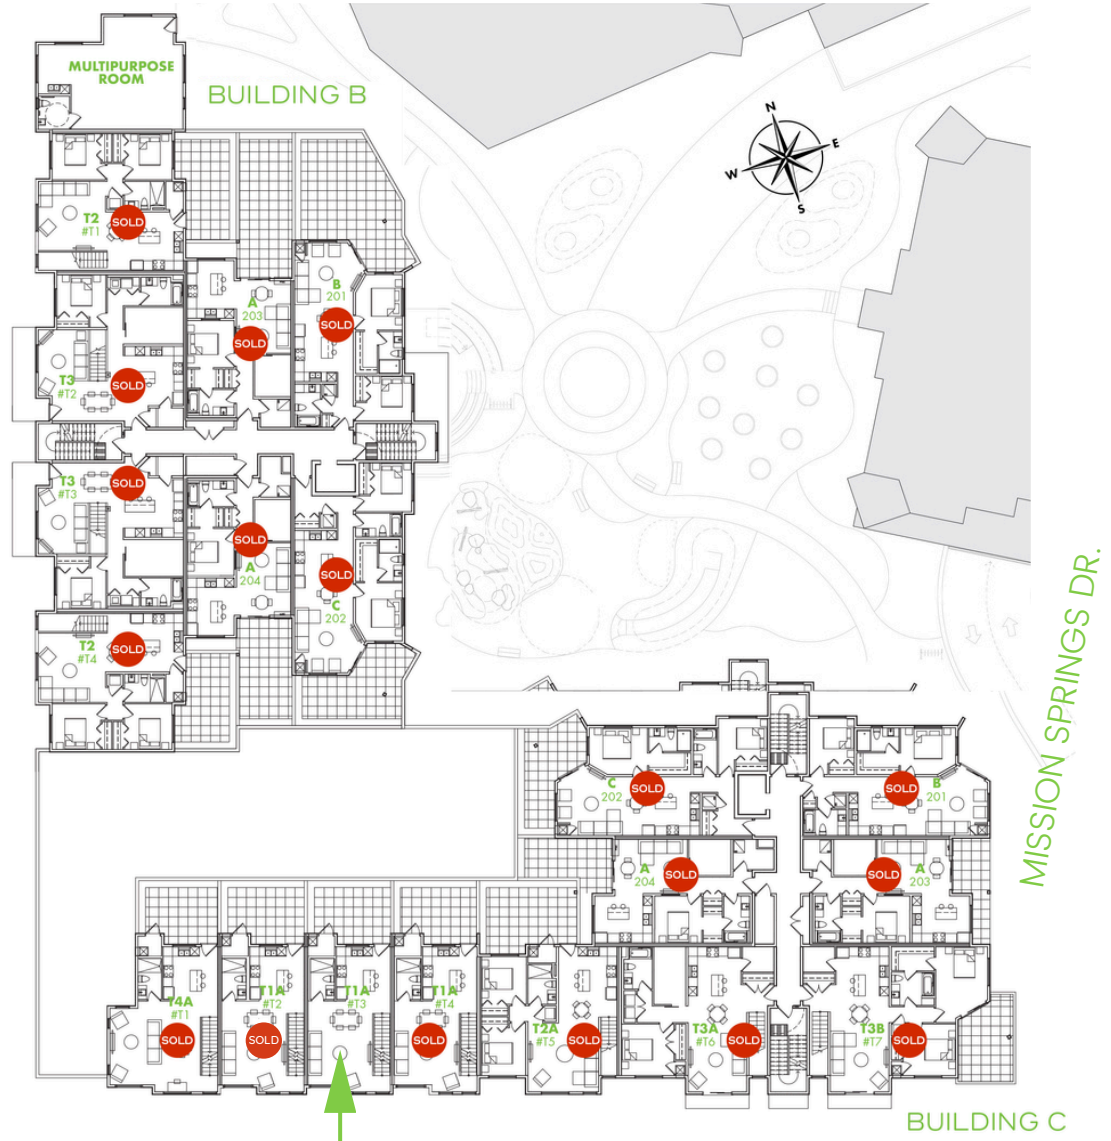 MULTIPURPOSE
ROOM
BUILDING B
N
E
W
S
T2
#T1
SOLD
A
203
SOLD
B
201
SOLD
T3
#T2
SOLD
T3
#T3
SOLD
A
204
SOLD
C
202
SOLD
T2
#T4
SOLD
MISSION SPRINGS DR.
C
202
SOLD
B
201
SOLD
A
204
SOLD
A
203
SOLD
T4A
#T1
SOLD
T1A
#T2
SOLD
T1A
#T3
T1A
#T4
SOLD
T2A
#T5
SOLD
T3A
#T6
SOLD
T3B
#T7
SOLD
BUILDING C